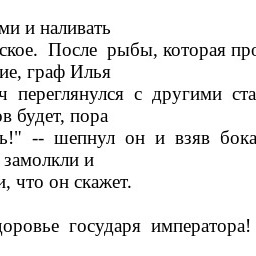 ми и наливать
ское. После рыбы, которая про
ие, граф Илья
ч переглянулся с другими ста
ов будет, пора
ь!" -- шепнул он и взяв бока
замолкли и
и, что он скажет.
доровье государя императора!